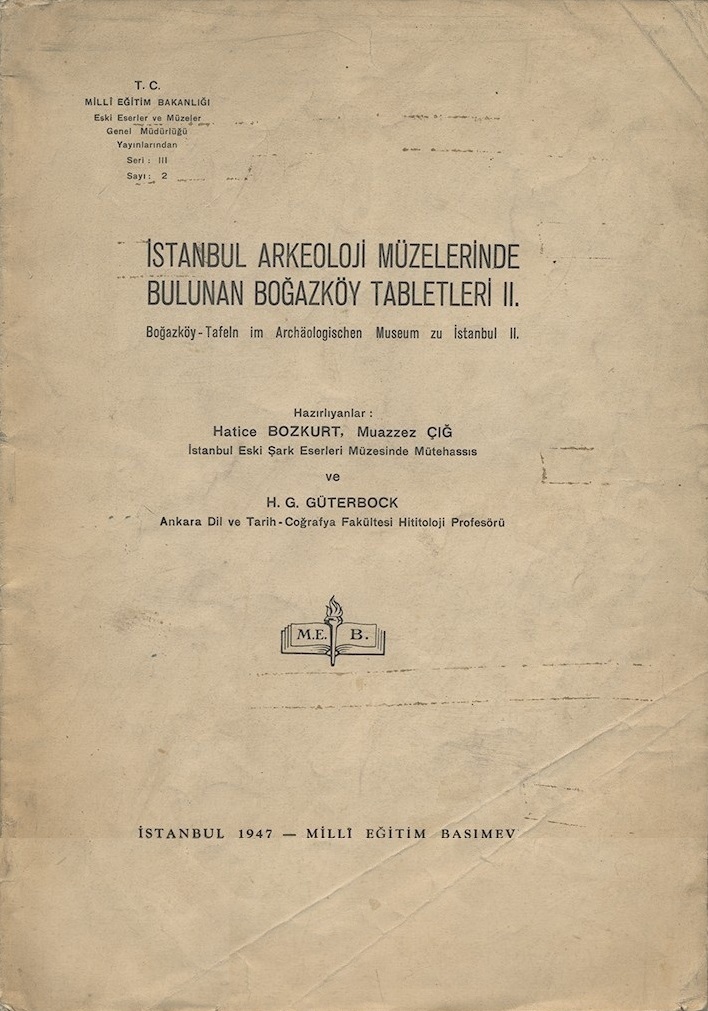 T. C.
MİLLÎ EĞİTİM BAKANLIĞI
Eski Eserler ve Müzeler
Genel Müdürlüğü
Yayınlarından
Seri : III
Sayı : 2
İSTANBUL ARKEOLOJİ MÜZELERİNDE
BULUNAN BOĞAZKÖY TABLETLERİ II.
Boğazköy - Tafeln im Archäologischen Museum zu İstanbul II.
Hazırlıyanlar :
Hatice BOZKURT, Muazzez ÇIĞ
İstanbul Eski Şark Eserleri Müzesinde Mütehassıs
ve
H. G. GÜTERBOCK
Ankara Dil ve Tarih - Coğrafya Fakültesi Hititoloji Profesörü
M.E. B.
İSTANBUL 1947 — MİLLÎ EĞİTİM BASIMEV